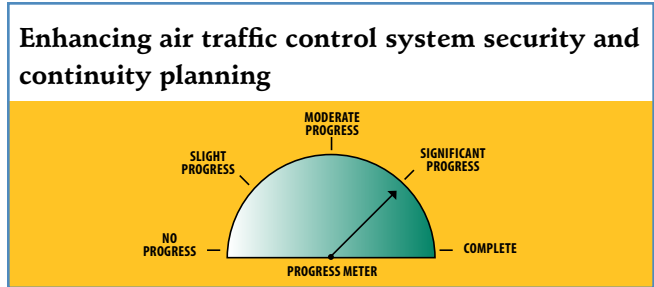 Enhancing air traffic control system security and
continuity planning
MODERATE
PROGRESS
SLIGHT
PROGRESS
SIGNIFICANT
PROGRESS
NO
PROGRESS
COMPLETE
PROGRESS METER